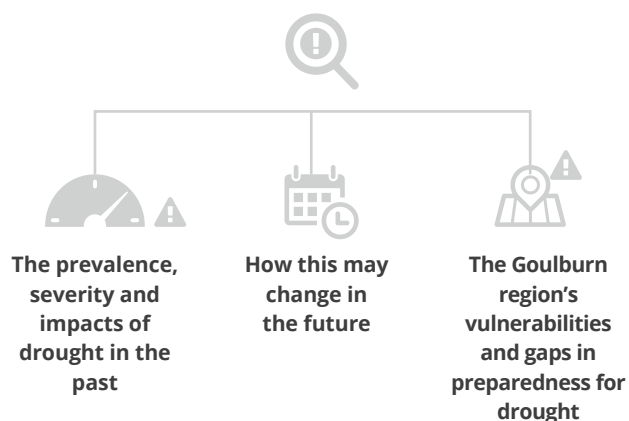 The prevalence,
severity and
impacts of
drought in the
past
How this may
change in
the future
The Goulburn
region’s
vulnerabilities
and gaps in
preparedness for
drought